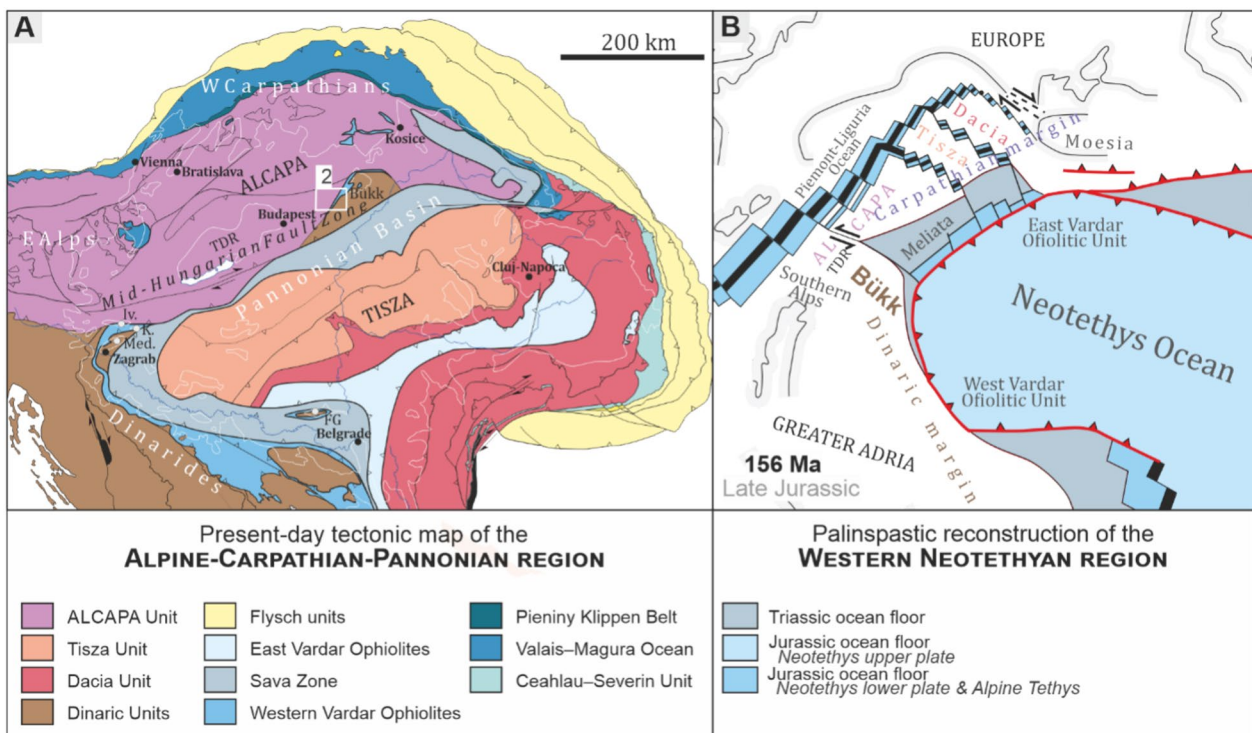 A
200 km
WCarpathians
Kosice
Vienna
Bratislava
ALCAPA
2
Bükk
Budapest
EAlps
TDR
Mid-Hungarian Fault Zone
Pannonian Basin
Cluj-Napoca
TISZA
Iv.
K.
Med.
Zagrab
FG
Belgrade
Dinarides
B
EUROPE
Piemont-Liguria
Ocean
Dacia
Tisza
Moesia
Carpathian margin
ALCAPA
TDR
Meliata
East Vardar
Ofiolitic Unit
Southern
Alps
Bükk
Neotethys Ocean
Dinaric margin
West Vardar
Ofiolitic Unit
GREATER ADRIA
156 Ma
Late Jurassic
Present-day tectonic map of the
ALPINE-CARPATHIAN-PANNONIAN REGION
ALCAPA Unit
Tisza Unit
Dacia Unit
Dinaric Units
Flysch units
East Vardar Ophiolites
Sava Zone
Western Vardar Ophiolites
Pieniny Klippen Belt
Valais–Magura Ocean
Ceahlau–Severin Unit
Palinspastic reconstruction of the
WESTERN NEOTETHYAN REGION
Triassic ocean floor
Jurassic ocean floor
Neotethys upper plate
Jurassic ocean floor
Neotethys lower plate & Alpine Tethys